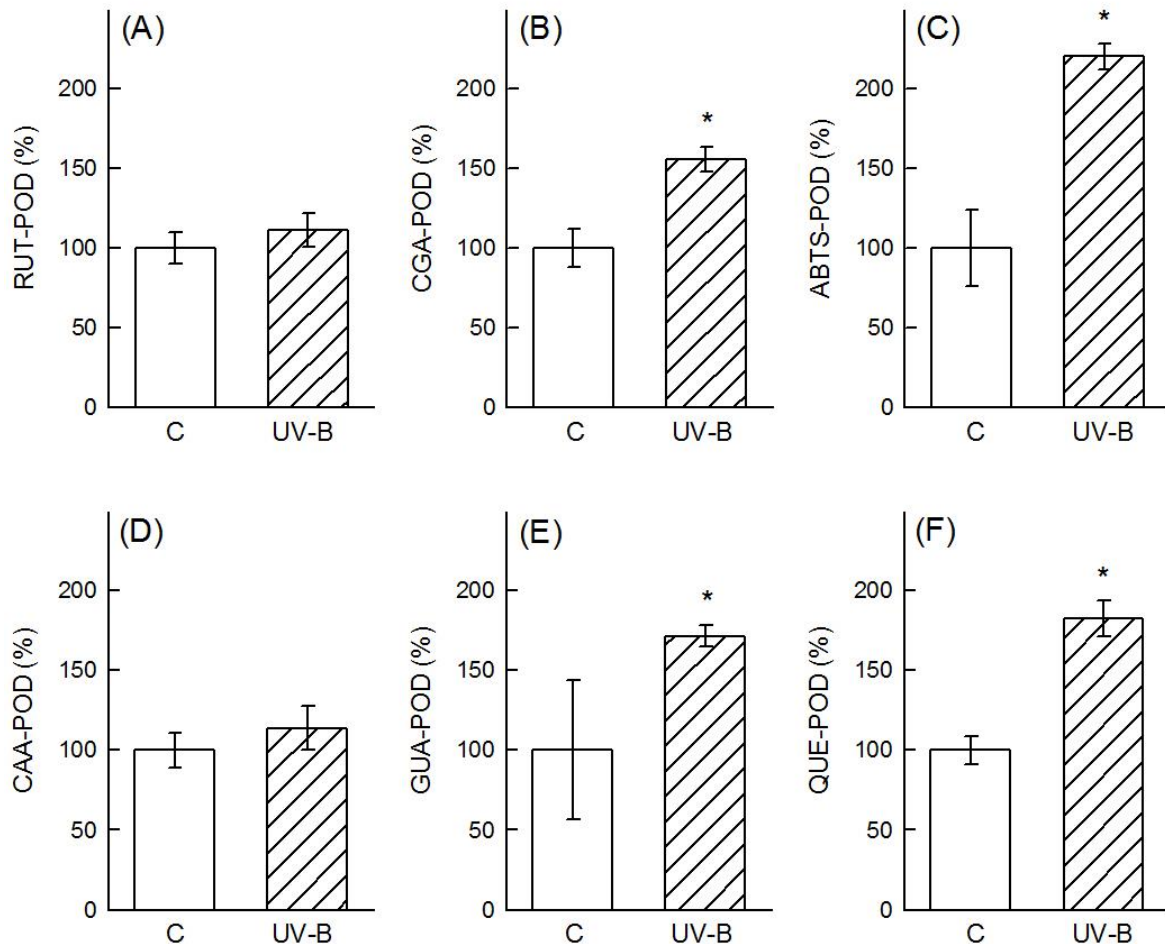 (A)
RUT-POD (%)
200
150
100
50
0
C UV-B
(B)
CGA-POD (%)
*
200
150
100
50
0
C UV-B
(C)
ABTS-POD (%)
*
200
150
100
50
0
C UV-B
(D)
CAA-POD (%)
200
150
100
50
0
C UV-B
(E)
GUA-POD (%)
*
200
150
100
50
0
C UV-B
(F)
QUE-POD (%)
*
200
150
100
50
0
C UV-B